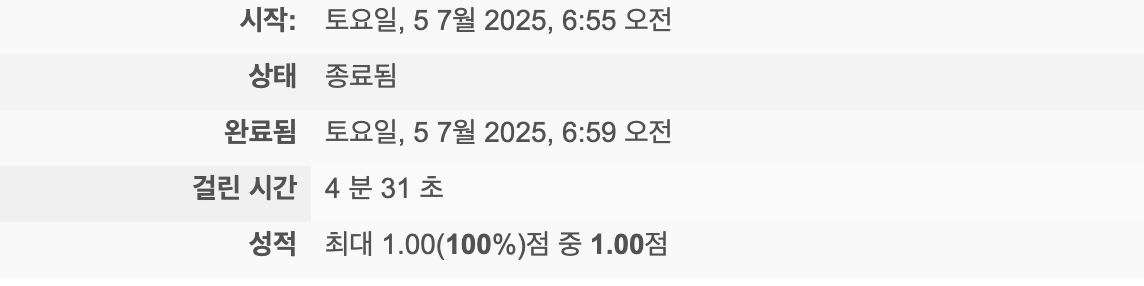 시작: 토요일, 5 7월 2025, 6:55 오전
상태 종료됨
완료됨 토요일, 5 7월 2025, 6:59 오전
걸린 시간 4 분 31 초
성적 최대 1.00(100%)점 중 1.00점